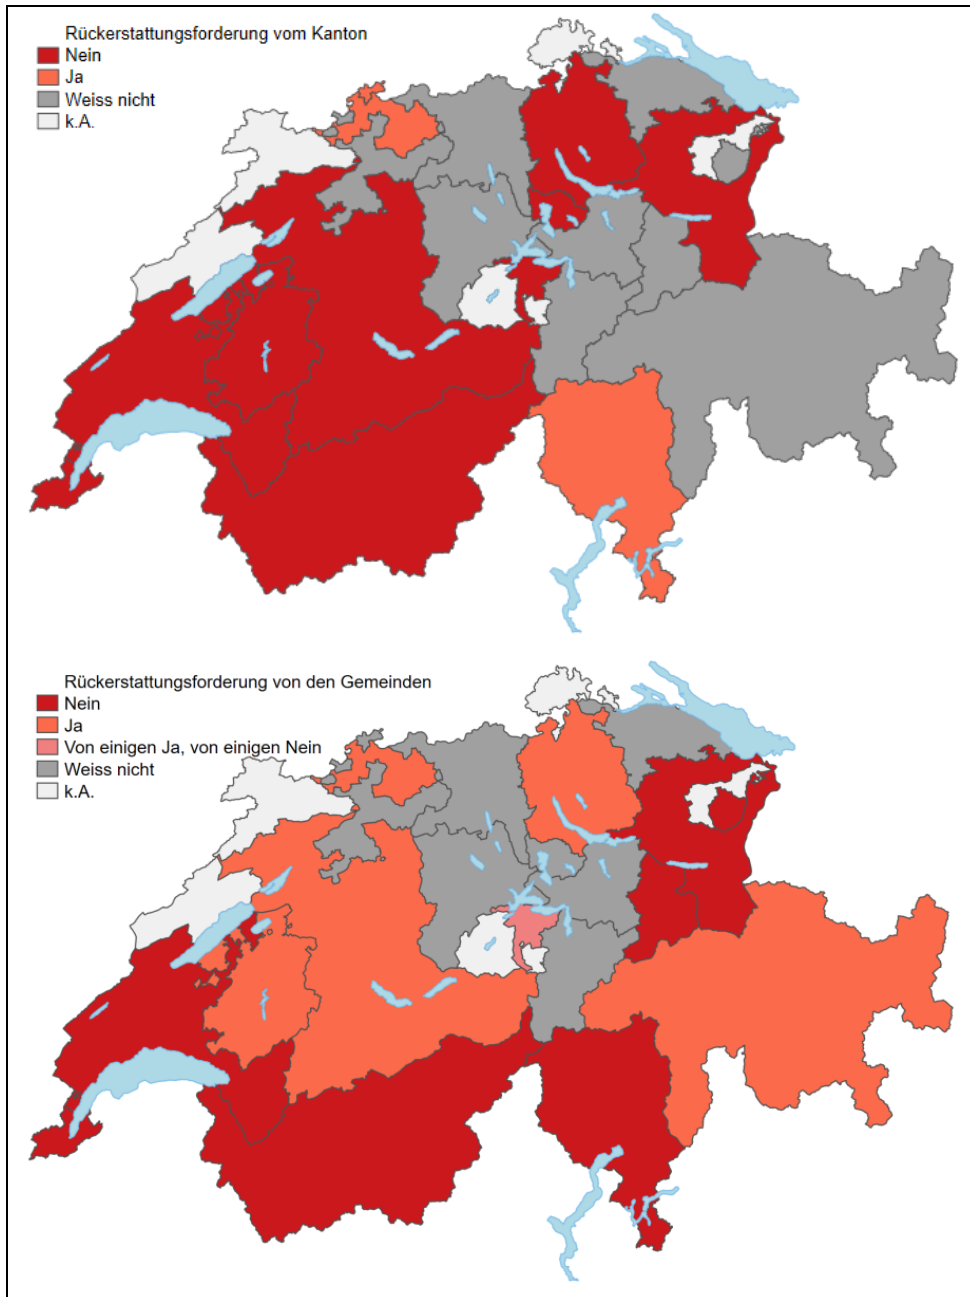 Rückerstattungsforderung vom Kanton
Nein
Ja
Weiss nicht
k.A.
Rückerstattungsforderung von den Gemeinden
Nein
Ja
Von einigen Ja, von einigen Nein
Weiss nicht
k.A.